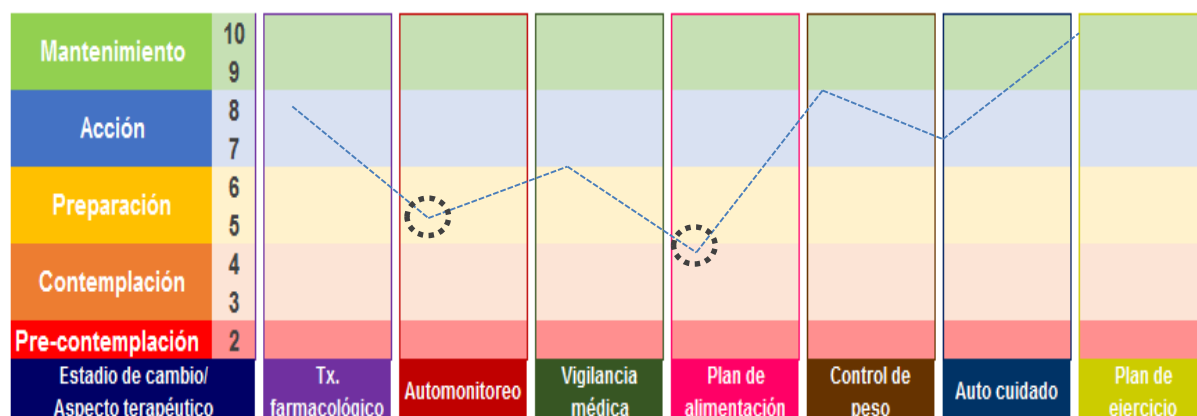 Mantenimiento
10
9
Acción
8
7
Preparación
6
5
Contemplación
4
3
Pre-contemplación
2
Estadio de cambio/
Aspecto terapéutico
Tx.
farmacológico
Automonitoreo
Vigilancia
médica
Plan de
alimentación
Control de
peso
Auto cuidado
Plan de
ejercicio